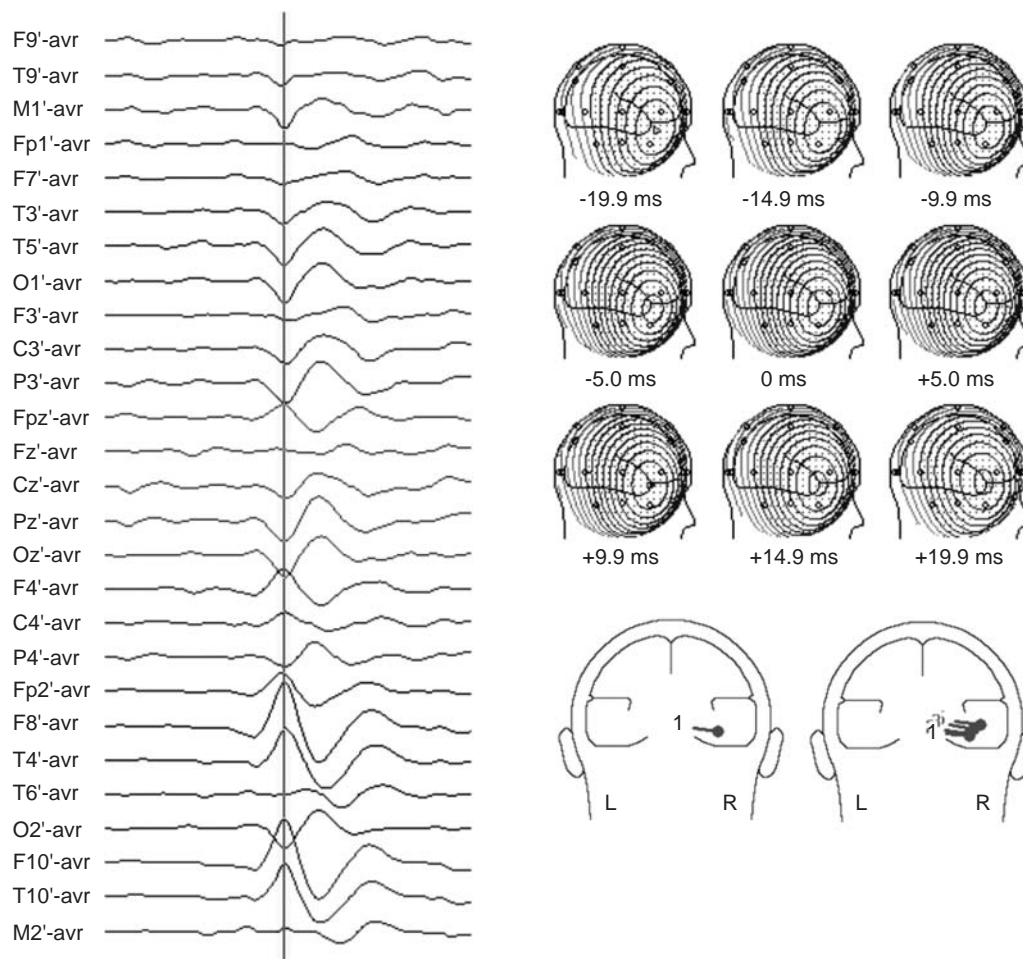 F9'-avr
T9'-avr
M1'-avr
Fp1'-avr
F7'-avr
T3'-avr
T5'-avr
O1'-avr
F3'-avr
C3'-avr
P3'-avr
Fpz'-avr
Fz'-avr
Cz'-avr
Pz'-avr
Oz'-avr
F4'-avr
C4'-avr
P4'-avr
Fp2'-avr
F8'-avr
T4'-avr
T6'-avr
O2'-avr
F10'-avr
T10'-avr
M2'-avr
-19.9 ms -14.9 ms -9.9 ms
-5.0 ms 0 ms +5.0 ms
+9.9 ms +14.9 ms +19.9 ms
1 1
L R L R